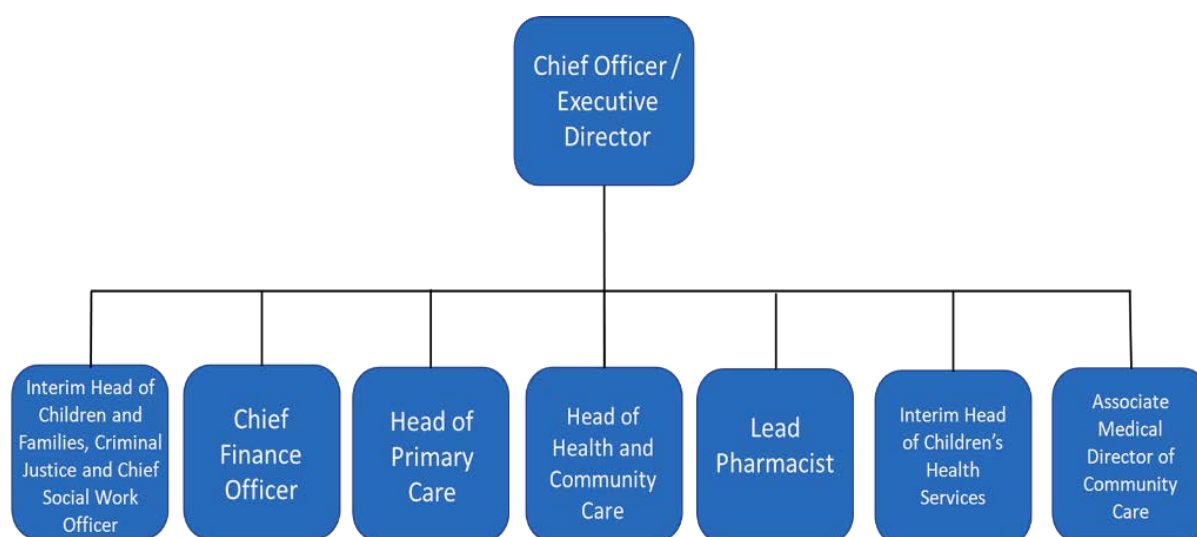 Chief Officer /
Executive
Director
Interim Head of
Children and
Families, Criminal
Justice and Chief
Social Work
Officer
Chief
Finance
Officer
Head of
Primary
Care
Head of
Health and
Community
Care
Lead
Pharmacist
Interim Head
of Children’s
Health
Services
Associate
Medical
Director of
Community
Care